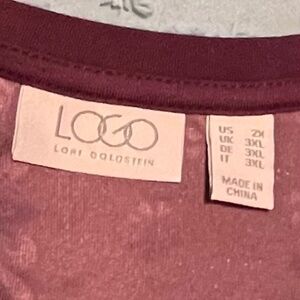 LOGO
LORI GOLDSTEIN
US 2X
UK 3XL
DE 3XL
IT 3XL
MADE IN
CHINA